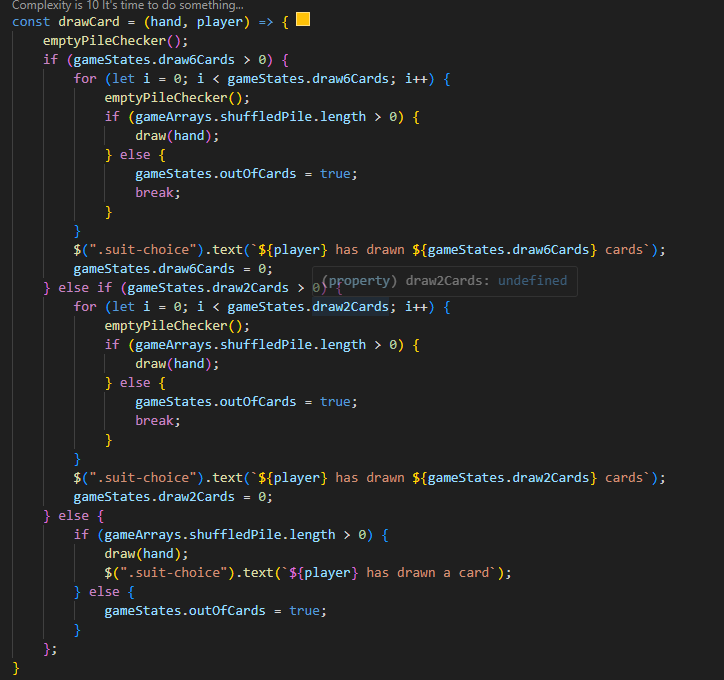 Complexity is 10 It's time to do something...
const drawCard = (hand, player) => {
    emptyPileChecker();
    if (gameStates.draw6Cards > 0) {
        for (let i = 0; i < gameStates.draw6Cards; i++) {
            emptyPileChecker();
            if (gameArrays.shuffledPile.length > 0) {
                draw(hand);
            } else {
                gameStates.outOfCards = true;
                break;
            }
        }
        $(".suit-choice").text(`${player} has drawn ${gameStates.draw6Cards} cards`);
        gameStates.draw6Cards = 0;
(property) draw2Cards: undefined
    } else if (gameStates.draw2Cards > 0) {
        for (let i = 0; i < gameStates.draw2Cards; i++) {
            emptyPileChecker();
            if (gameArrays.shuffledPile.length > 0) {
                draw(hand);
            } else {
                gameStates.outOfCards = true;
                break;
            }
        }
        $(".suit-choice").text(`${player} has drawn ${gameStates.draw2Cards} cards`);
        gameStates.draw2Cards = 0;
    } else {
        if (gameArrays.shuffledPile.length > 0) {
            draw(hand);
            $(".suit-choice").text(`${player} has drawn a card`);
        } else {
            gameStates.outOfCards = true;
        }
    };
}